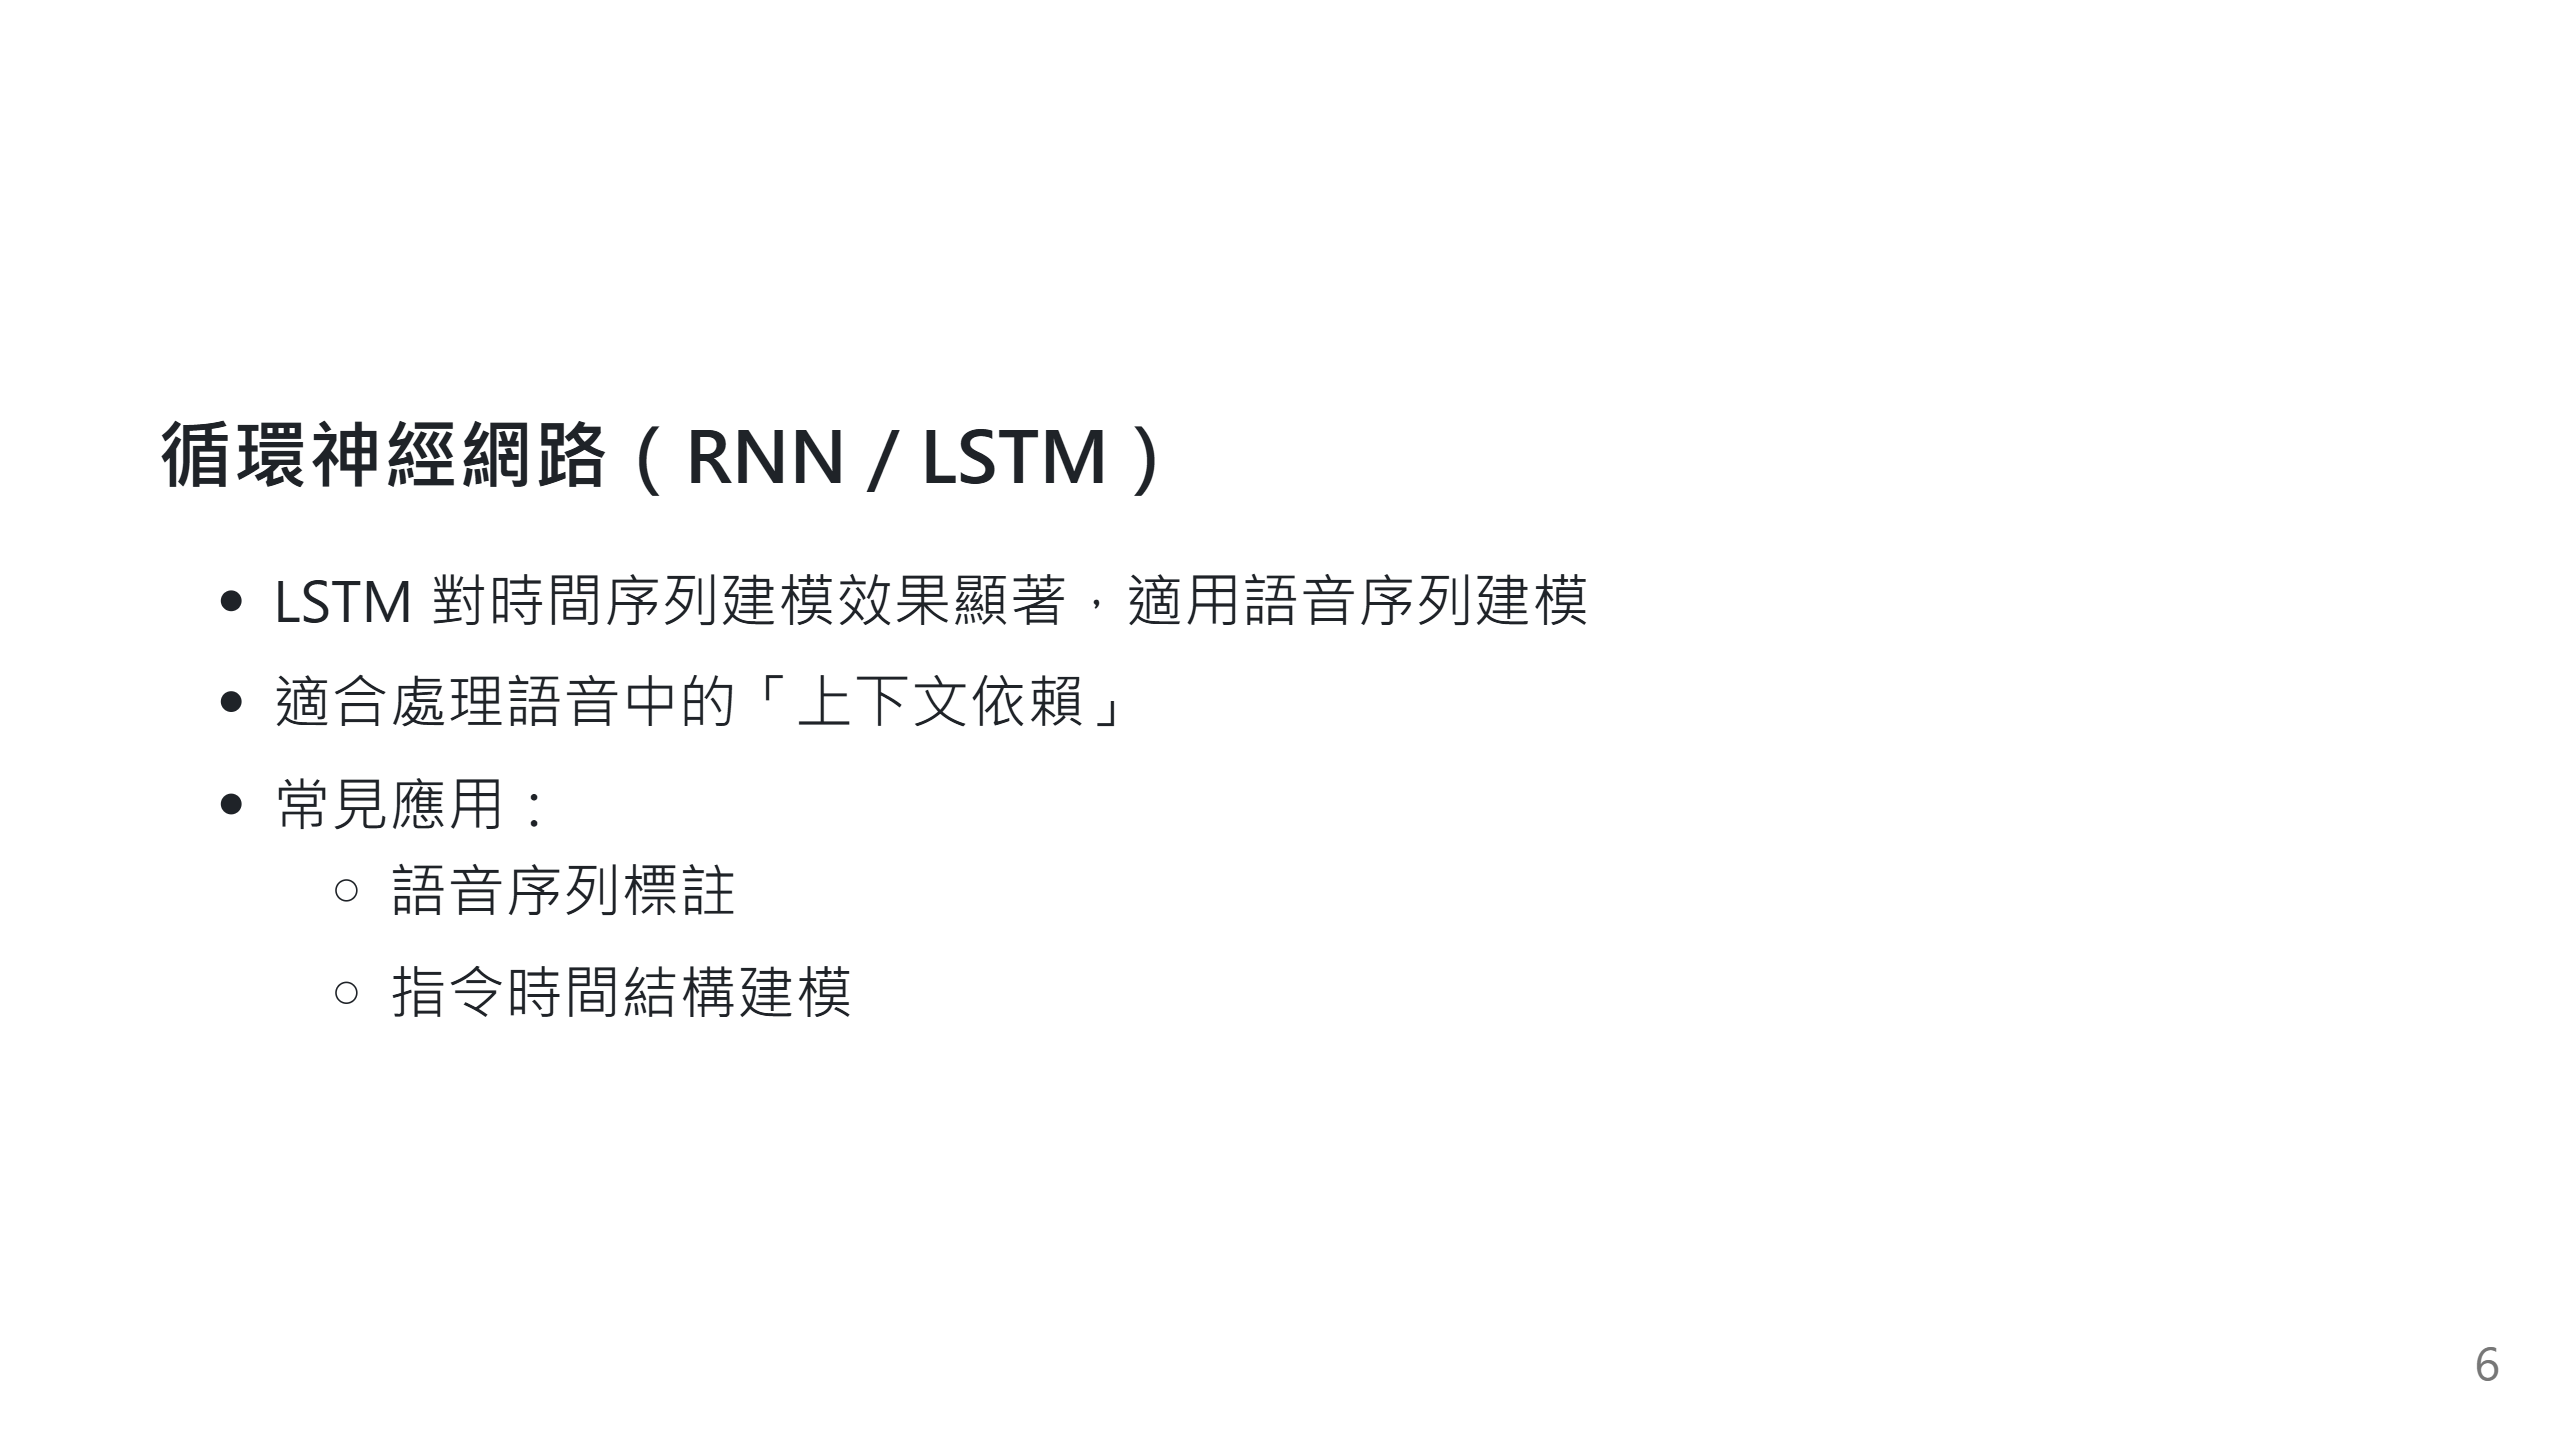 循環神經網路（RNN / LSTM）
• LSTM 對時間序列建模效果顯著，適用語音序列建模
• 適合處理語音中的「上下文依賴」
• 常見應用：
○ 語音序列標註
○ 指令時間結構建模
6